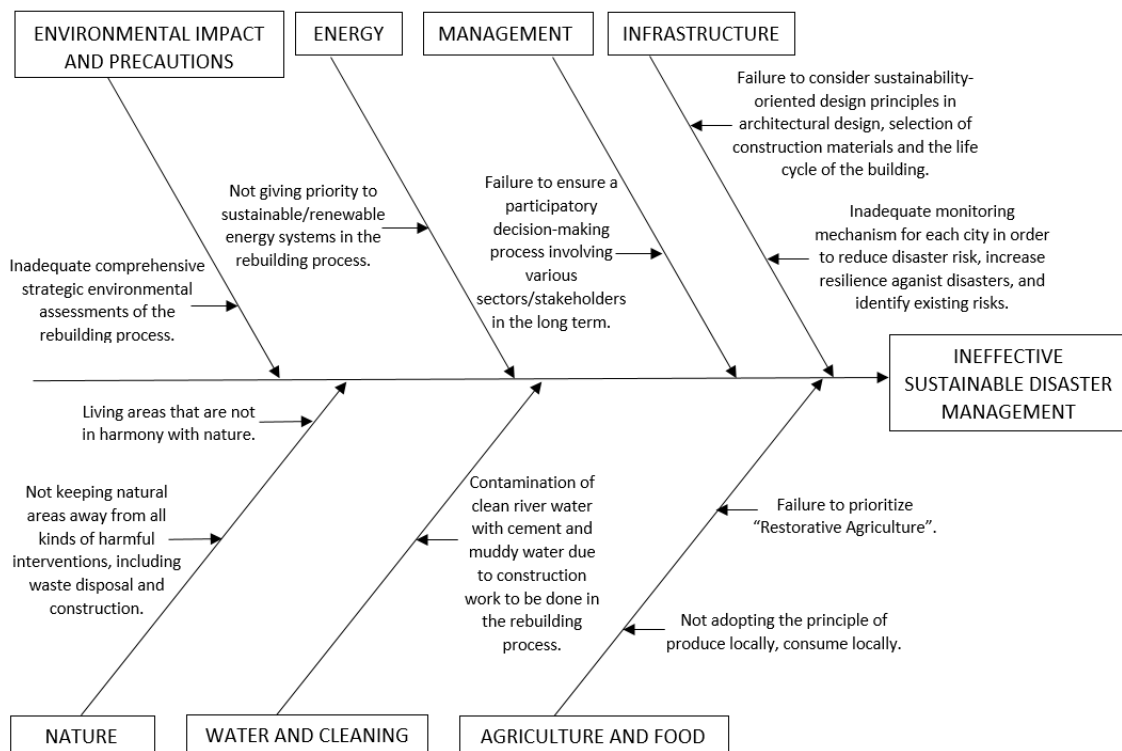 ENVIRONMENTAL IMPACT
AND PRECAUTIONS
ENERGY
MANAGEMENT
INFRASTRUCTURE
Failure to consider sustainability-
oriented design principles in
architectural design, selection of
construction materials and the life
cycle of the building.
Not giving priority to
sustainable/renewable
energy systems in the
rebuilding process.
Failure to ensure a
participatory
decision-making
process involving
various
sectors/stakeholders
in the long term.
Inadequate monitoring
mechanism for each city in order
to reduce disaster risk, increase
resilience aganist disasters, and
identify existing risks.
Inadequate comprehensive
strategic environmental
assessments of the
rebuilding process.
INEFFECTIVE
SUSTAINABLE DISASTER
MANAGEMENT
Living areas that are not
in harmony with nature.
Not keeping natural
areas away from all
kinds of harmful
interventions, including
waste disposal and
construction.
Contamination of
clean river water
with cement and
muddy water due
to construction
work to be done in
the rebuilding
process.
Failure to prioritize
“Restorative Agriculture”.
Not adopting the principle of
produce locally, consume locally.
NATURE
WATER AND CLEANING
AGRICULTURE AND FOOD